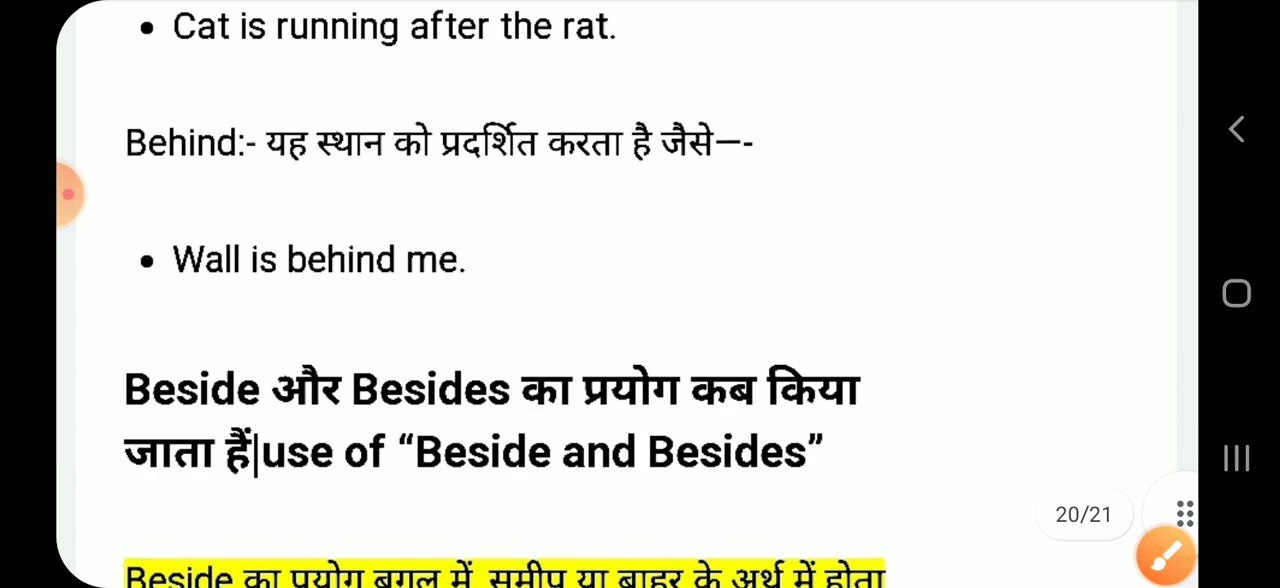 • Cat is running after the rat.
Behind:- यह स्थान को प्रदर्शित करता है जैसे—-
• Wall is behind me.
Beside और Besides का प्रयोग कब किया
जाता हैं|use of “Beside and Besides”
20/21
Beside का प्रयोग बगल में, समीप या बाहर के अर्थ में होता